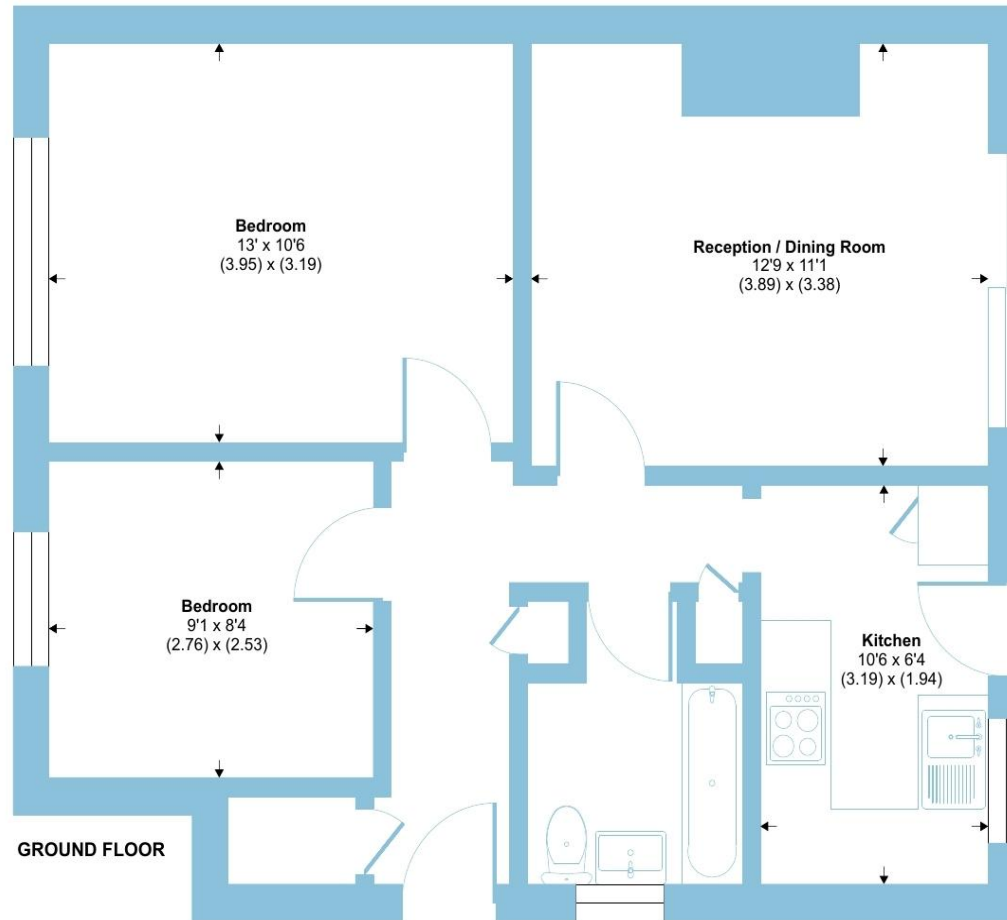 Bedroom
13' x 10'6
(3.95) x (3.19)
Reception / Dining Room
12'9 x 11'1
(3.89) x (3.38)
Bedroom
9'1 x 8'4
(2.76) x (2.53)
Kitchen
10'6 x 6'4
(3.19) x (1.94)
GROUND FLOOR